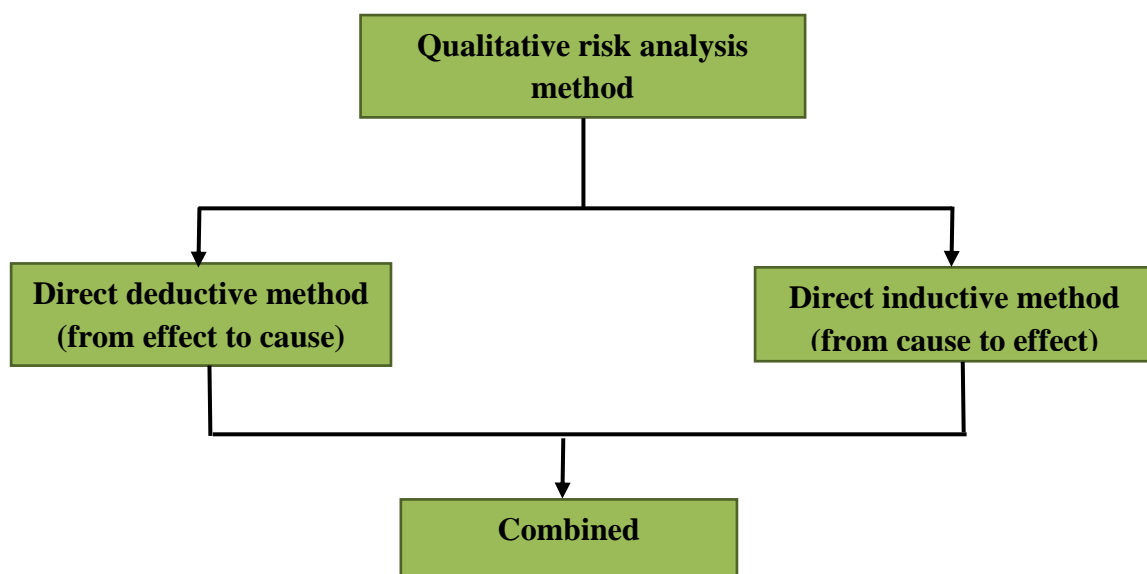 Qualitative risk analysis
method
Direct deductive method
(from effect to cause)
Direct inductive method
(from cause to effect)
Combined